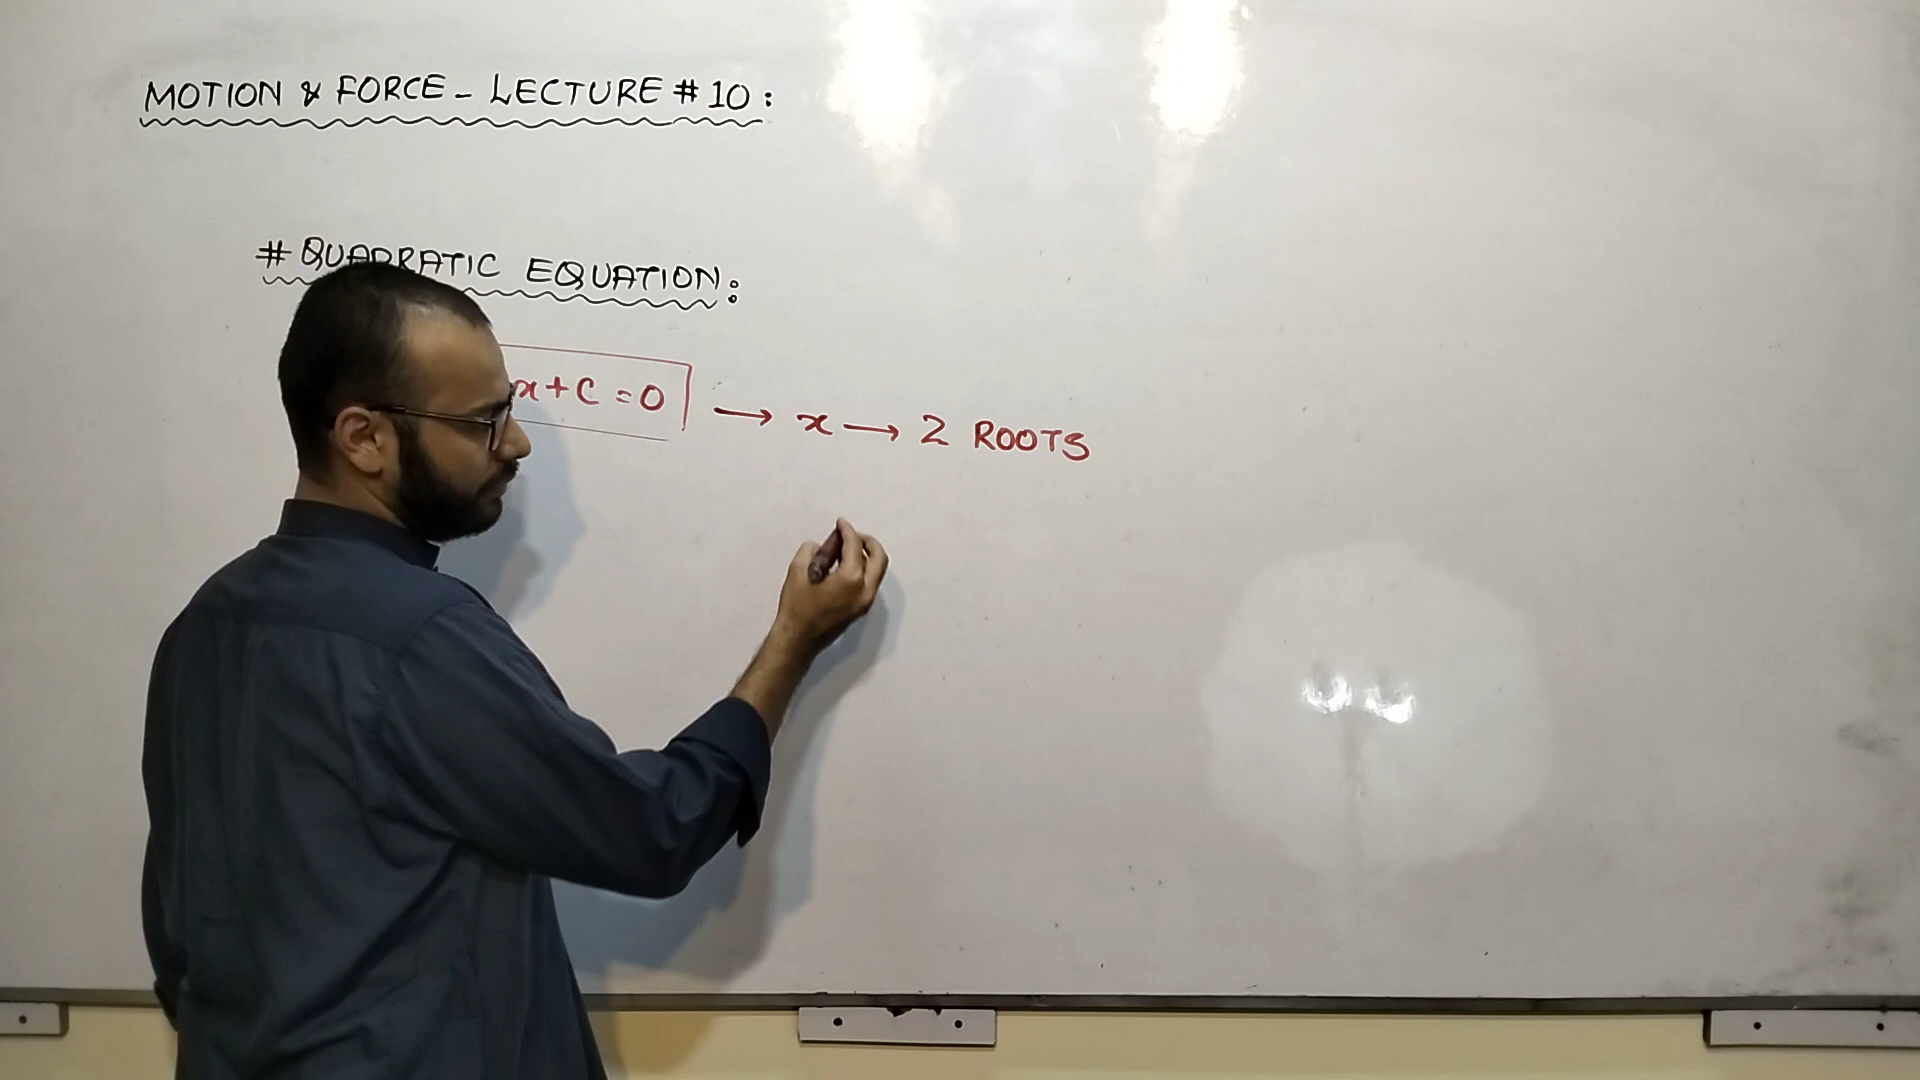 MOTION & FORCE - LECTURE # 10 :
# QUADRATIC EQUATION :
x + C = 0 → x → 2 ROOTS